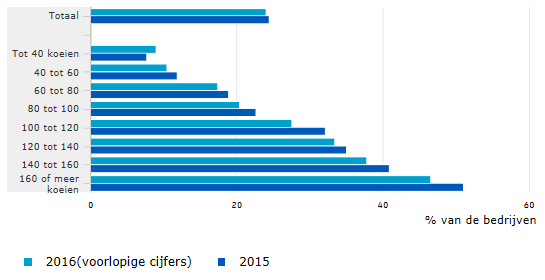 Totaal
Tot 40 koeien
40 tot 60
60 tot 80
80 tot 100
100 tot 120
120 tot 140
140 tot 160
160 of meer
koeien
0 20 40 60
% van de bedrijven
2016(voorlopige cijfers) 2015